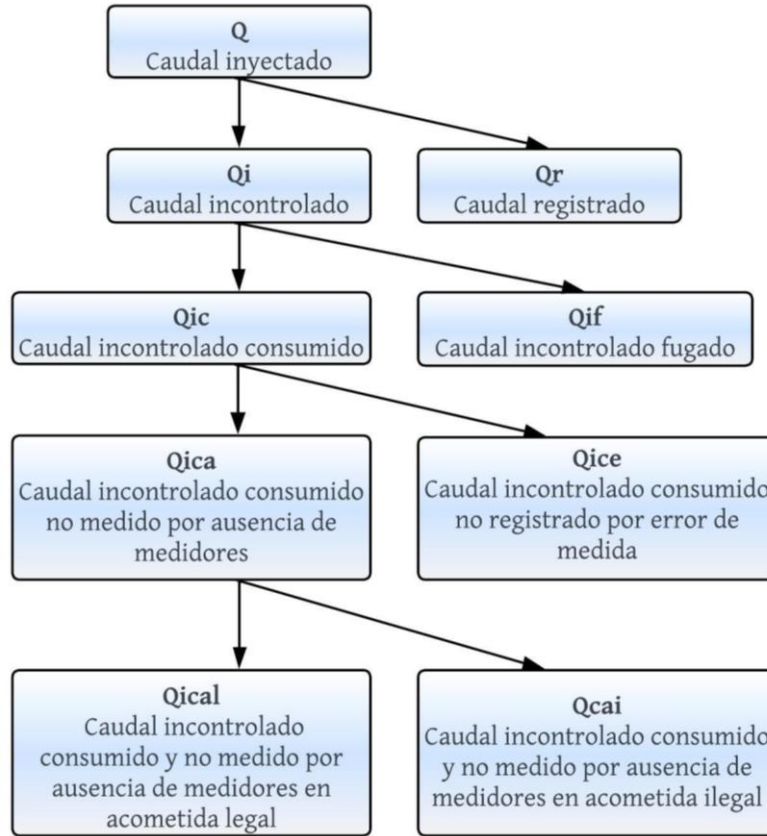 Q
Caudal inyectado
Qi
Caudal incontrolado
Qr
Caudal registrado
Qic
Caudal incontrolado consumido
Qif
Caudal incontrolado fugado
Qica
Caudal incontrolado consumido
no medido por ausencia de
medidores
Qice
Caudal incontrolado consumido
no registrado por error de
medida
Qical
Caudal incontrolado
consumido y no medido por
ausencia de medidores en
acometida legal
Qcai
Caudal incontrolado consumido
y no medido por ausencia de
medidores en acometida ilegal